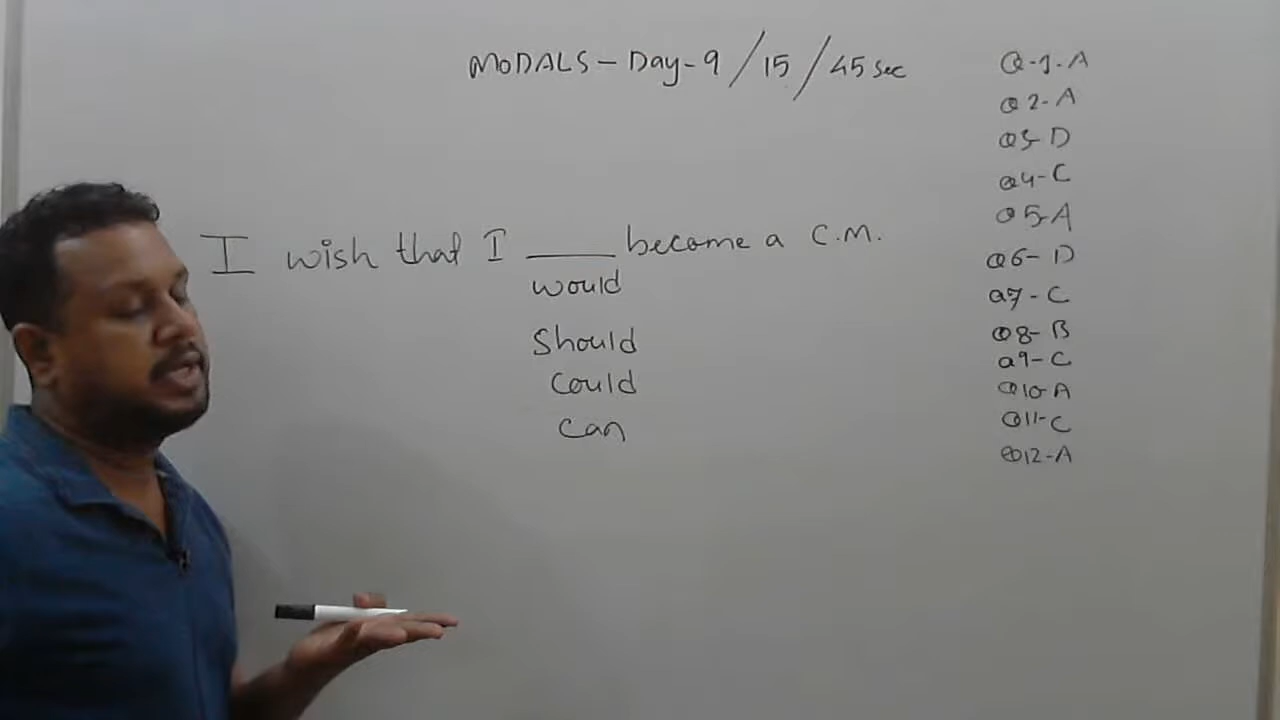 MODALS - Day - 9 / 15 / 45 sec
I wish that I ____ become a C.M.
would
should
could
can
Q-1-A
Q2-A
Q3-D
Q4-C
Q5-A
Q6-D
Q7-C
Q8-B
Q9-C
Q10-A
Q11-C
Q12-A